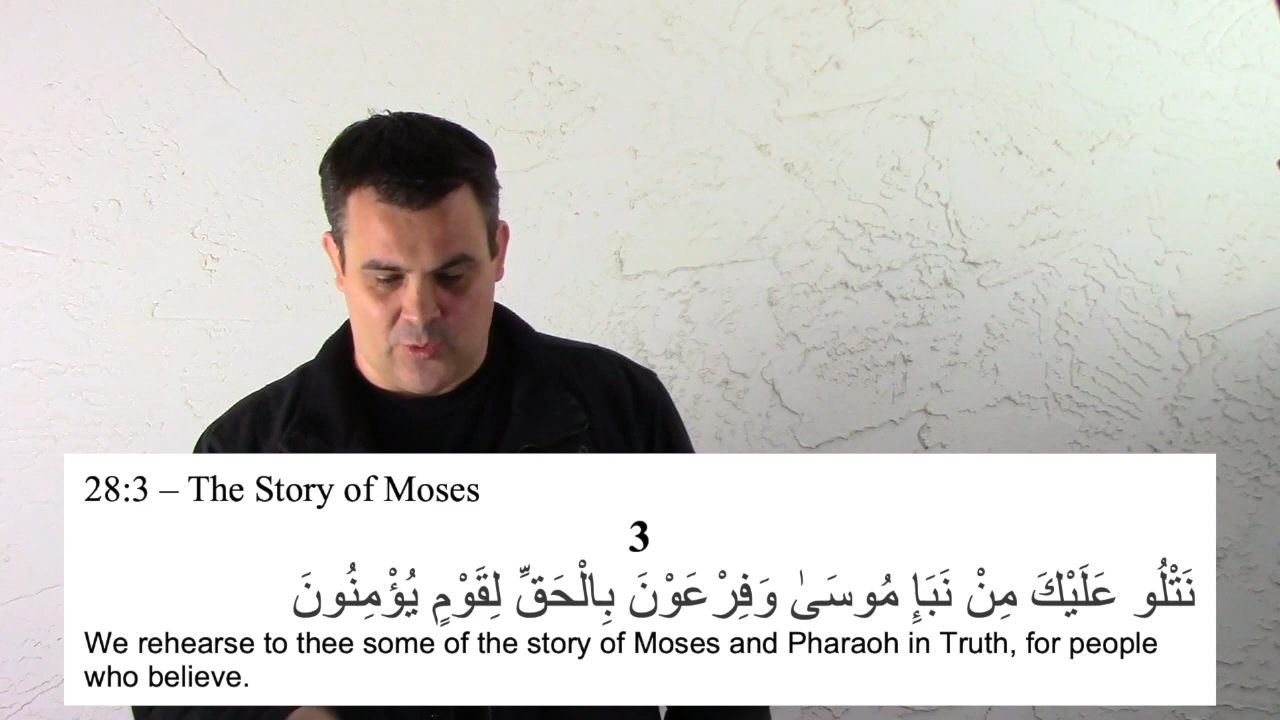 28:3 – The Story of Moses
3
نَتْلُو عَلَيْكَ مِنْ نَبَإِ مُوسَىٰ وَفِرْعَوْنَ بِالْحَقِّ لِقَوْمٍ يُؤْمِنُونَ
We rehearse to thee some of the story of Moses and Pharaoh in Truth, for people
who believe.